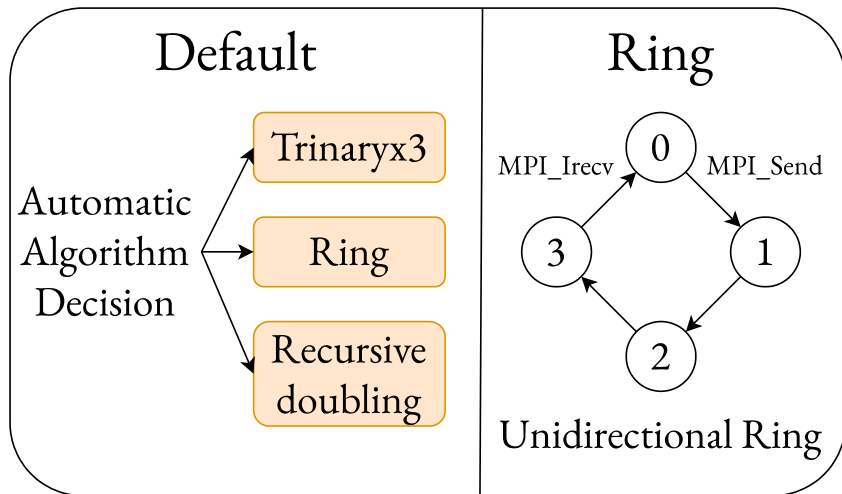 Default
Automatic
Algorithm
Decision
Trinaryx3
Ring
Recursive
doubling
Ring
MPI_Irecv
MPI_Send
0
3
1
2
Unidirectional Ring